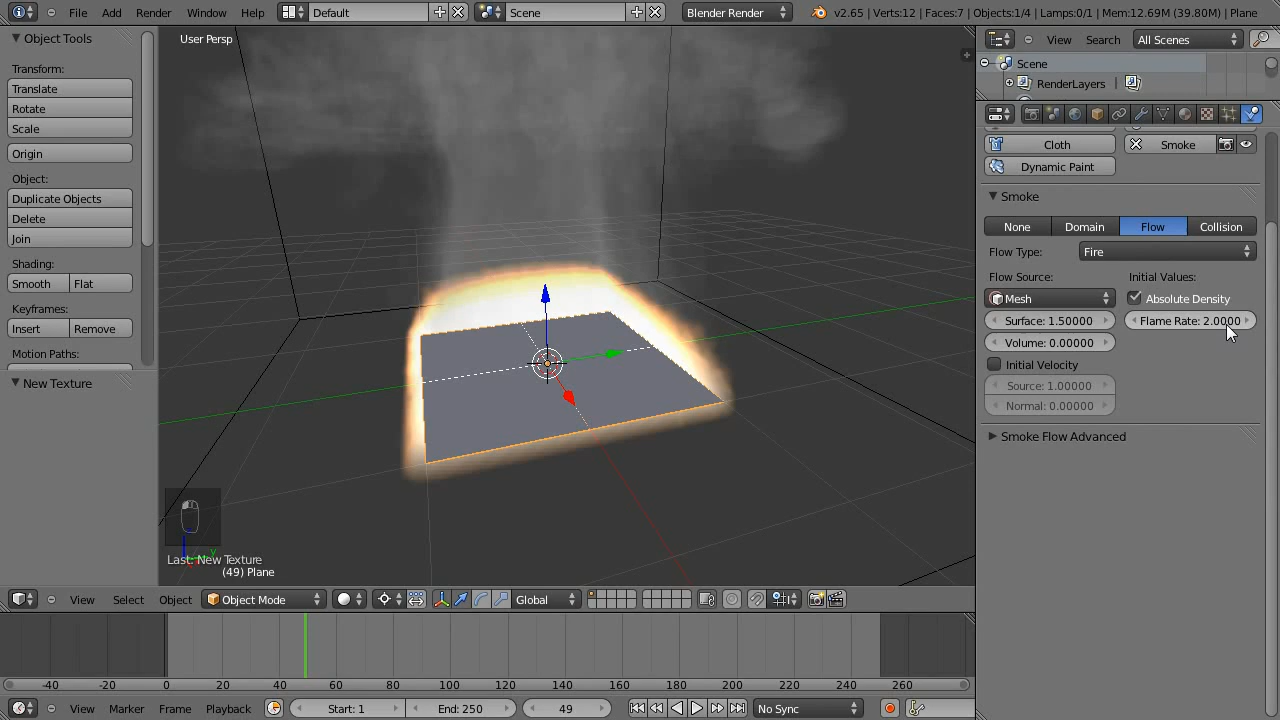 File Add Render Window Help Default Scene Blender Render v2.65 | Verts:12 | Faces:7 | Objects:1/4 | Lamps:0/1 | Mem:12.69M (39.80M) | Plane
Object Tools
Transform:
Translate
Rotate
Scale
Origin
Object:
Duplicate Objects
Delete
Join
Shading:
Smooth Flat
Keyframes:
Insert Remove
Motion Paths:
New Texture
User Persp
y
Last: New Texture
(49) Plane
View Search All Scenes
Scene
RenderLayers |
Cloth Smoke
Dynamic Paint
Smoke
None Domain Flow Collision
Flow Type: Fire
Flow Source: Initial Values:
Mesh Absolute Density
Surface: 1.50000 Flame Rate: 2.0000
Volume: 0.00000
Initial Velocity
Source: 1.00000
Normal: 0.00000
Smoke Flow Advanced
View Select Object Object Mode Global
-40 -20 0 20 40 60 80 100 120 140 160 180 200 220 240 260
View Marker Frame Playback Start: 1 End: 250 49 No Sync